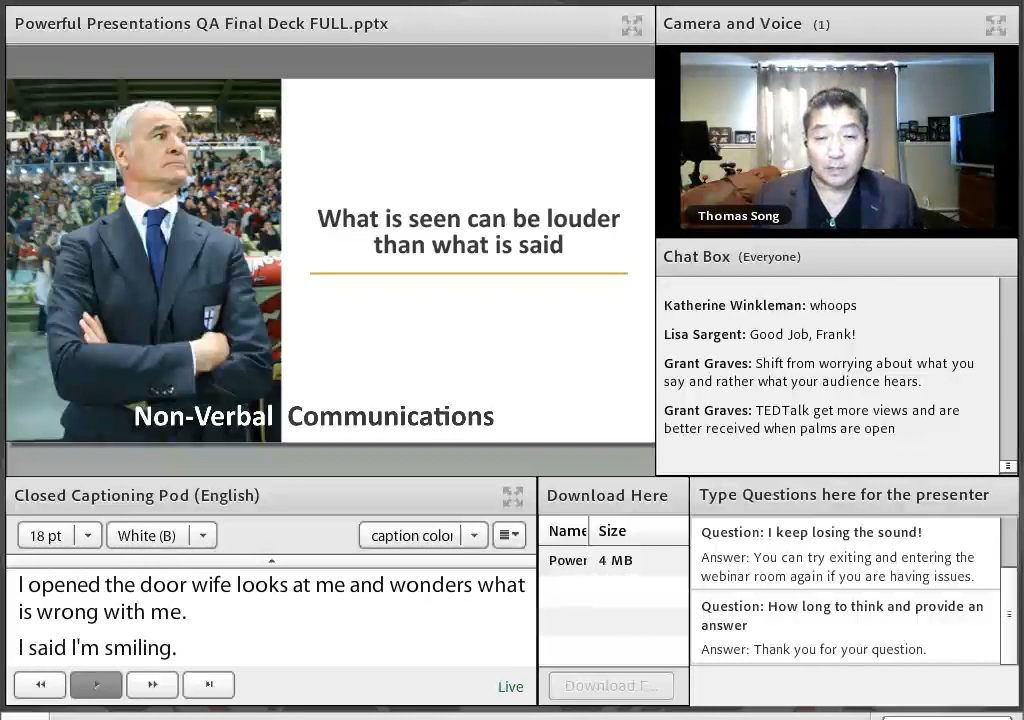 Powerful Presentations QA Final Deck FULL.pptx
What is seen can be louder
than what is said
Non-Verbal Communications
Camera and Voice (1)
Thomas Song
Chat Box (Everyone)
Katherine Winkleman: whoops
Lisa Sargent: Good Job, Frank!
Grant Graves: Shift from worrying about what you
say and rather what your audience hears.
Grant Graves: TEDTalk get more views and are
better received when palms are open
Closed Captioning Pod (English)
18 pt
White (B)
caption color
I opened the door wife looks at me and wonders what
is wrong with me.
I said I'm smiling.
Live
Download Here
Name Size
Power 4 MB
Download F...
Type Questions here for the presenter
Question: I keep losing the sound!
Answer: You can try exiting and entering the
webinar room again if you are having issues.
Question: How long to think and provide an
answer
Answer: Thank you for your question.